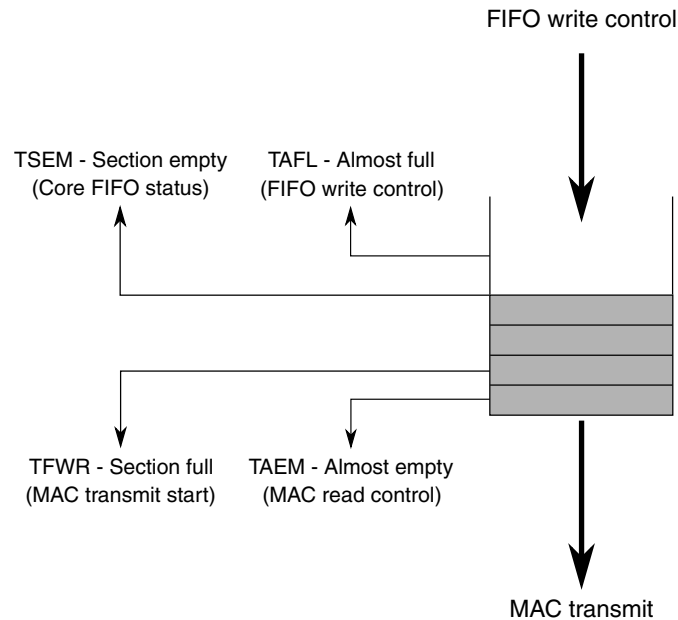 FIFO write control
TSEM - Section empty
(Core FIFO status)
TAFL - Almost full
(FIFO write control)
TFWR - Section full
(MAC transmit start)
TAEM - Almost empty
(MAC read control)
MAC transmit